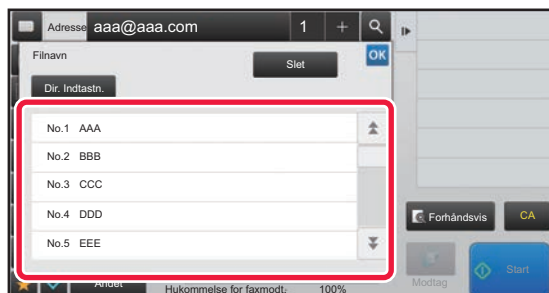 Adresse aaa@aaa.com 1 +
Filnavn
Slet
OK
Dir. Indtastn.
No.1 AAA
No.2 BBB
No.3 CCC
No.4 DDD
No.5 EEE
Forhåndsvis
CA
Andet
Hukommelse for faxmodt.: 100%
Modtag
Start